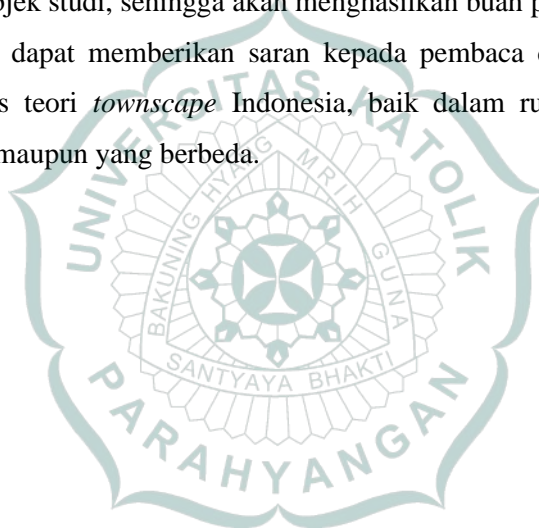 jek studi, sehingga akan menghasilkan buah p
dapat memberikan saran kepada pembaca
s teori townscape Indonesia, baik dalam ru
maupun yang berbeda.
UNIVERSITAS KATOLIK
PARAHYANGAN
BAKUNING HYANG MRIH GUNA
SANTYAYA BHAKTI